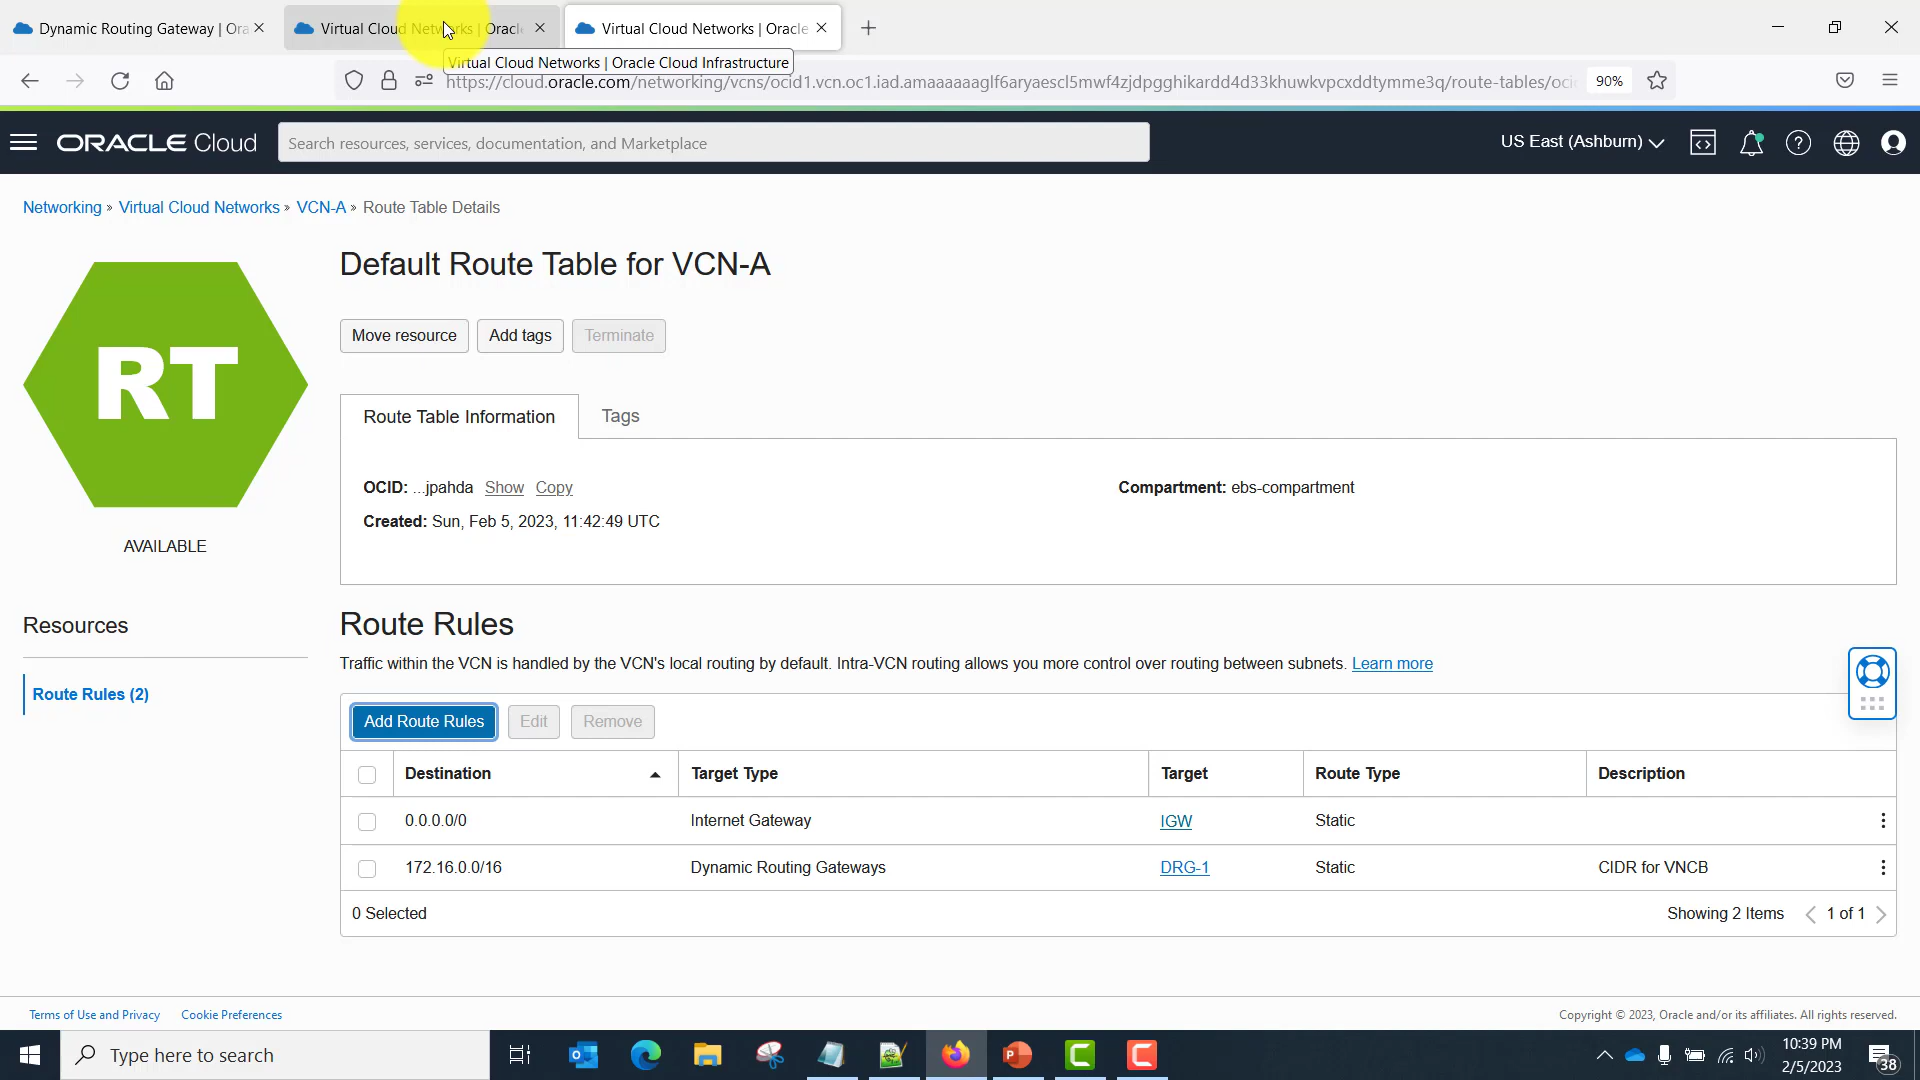 Dynamic Routing Gateway | Ora
Virtual Cloud Networks | Oracle
Virtual Cloud Networks | Oracle
Virtual Cloud Networks | Oracle Cloud Infrastructure
https://cloud.oracle.com/networking/vcns/ocid1.vcn.oc1.iad.amaaaaaaglf6aryaescl5mwf4zjdpgghikardd4d33khuwkvpcxddtymme3q/route-tables/oci
90%
ORACLE Cloud
Search resources, services, documentation, and Marketplace
US East (Ashburn)
Networking » Virtual Cloud Networks » VCN-A » Route Table Details
RT
AVAILABLE
Default Route Table for VCN-A
Move resource
Add tags
Terminate
Route Table Information
Tags
OCID: ...jpahda Show Copy
Compartment: ebs-compartment
Created: Sun, Feb 5, 2023, 11:42:49 UTC
Resources
Route Rules (2)
Route Rules
Traffic within the VCN is handled by the VCN's local routing by default. Intra-VCN routing allows you more control over routing between subnets. Learn more
Add Route Rules
Edit
Remove
Destination Target Type Target Route Type Description
0.0.0.0/0 Internet Gateway IGW Static
172.16.0.0/16 Dynamic Routing Gateways DRG-1 Static CIDR for VNCB
0 Selected
Showing 2 Items
1 of 1
Terms of Use and Privacy
Cookie Preferences
Copyright © 2023, Oracle and/or its affiliates. All rights reserved.
Type here to search
10:39 PM
2/5/2023
38